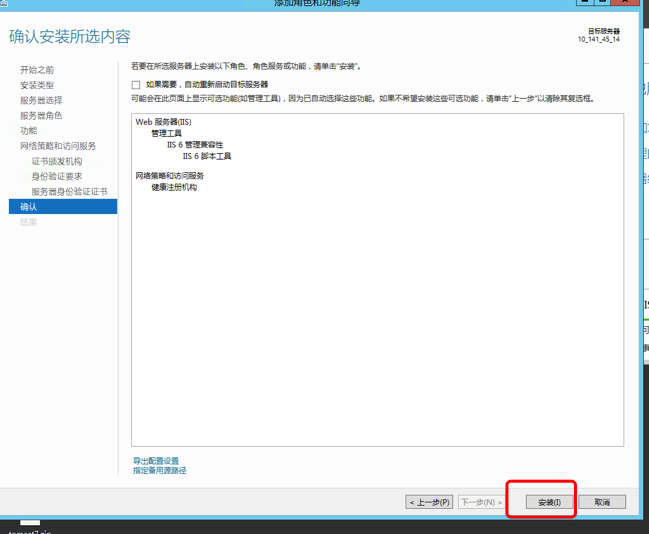 添加角色和功能向导
确认安装所选内容
目标服务器
10_141_45_14
开始之前
安装类型
服务器选择
服务器角色
功能
网络策略和访问服务
证书颁发机构
身份验证要求
服务器身份验证证书
确认
结果
若要在所选服务器上安装以下角色、角色服务或功能，请单击"安装"。
如果需要，自动重新启动目标服务器
可能会在此页面上显示可选功能(如管理工具)，因为已自动选择这些功能。如果不希望安装这些可选功能，请单击"上一步"以清除其复选框。
Web 服务器(IIS)
管理工具
IIS 6 管理兼容性
IIS 6 脚本工具
网络策略和访问服务
健康注册机构
导出配置设置
指定备用源路径
< 上一步(P)
下一步(N) >
安装(I)
取消